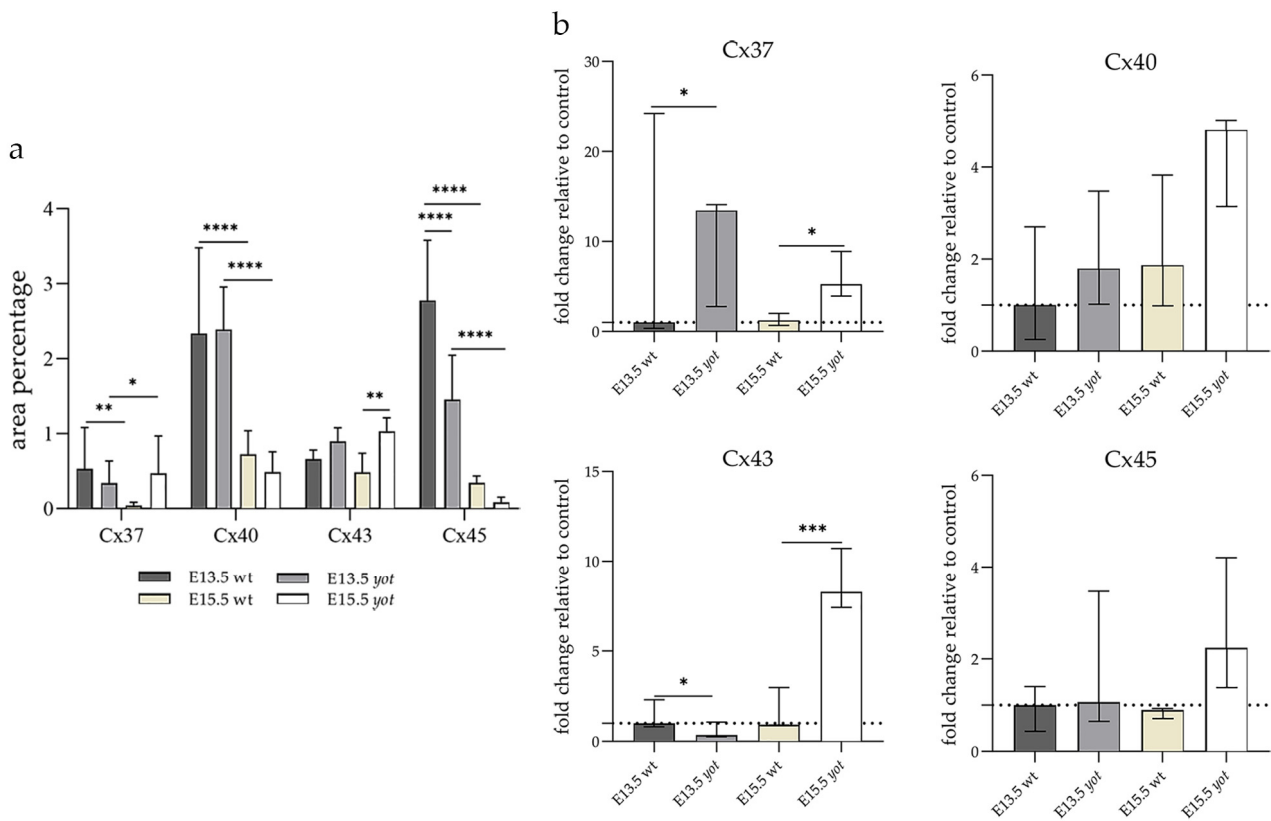 a
area percentage
4
3
2
1
0
** * **** **** ** **** **** ****
Cx37 Cx40 Cx43 Cx45
E13.5 wt E13.5 yot
E15.5 wt E15.5 yot
b
Cx37
fold change relative to control
30
20
10
0
* *
E13.5 wt E13.5 yot E15.5 wt E15.5 yot
Cx40
fold change relative to control
6
4
2
0
E13.5 wt E13.5 yot E15.5 wt E15.5 yot
Cx43
fold change relative to control
15
10
5
0
* ***
E13.5 wt E13.5 yot E15.5 wt E15.5 yot
Cx45
fold change relative to control
6
4
2
0
E13.5 wt E13.5 yot E15.5 wt E15.5 yot